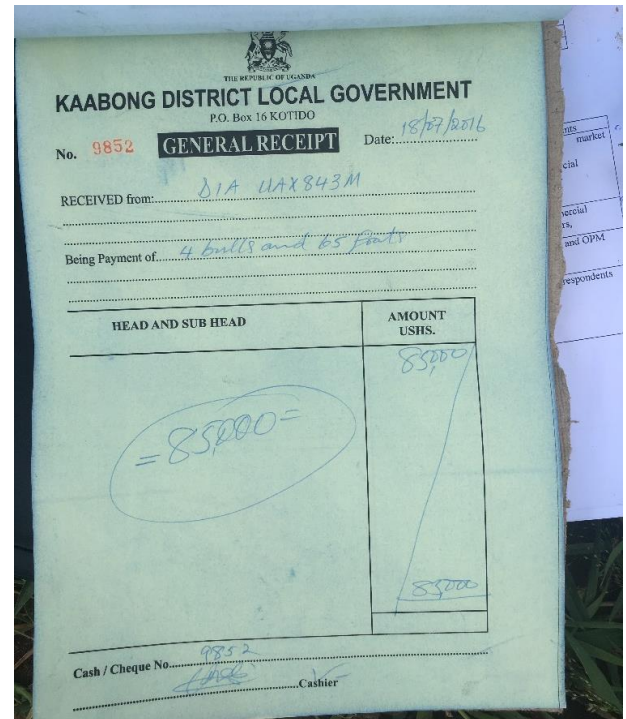 THE REPUBLIC OF UGANDA
KAABONG DISTRICT LOCAL GOVERNMENT
P.O. Box 16 KOTIDO
No. 9852 GENERAL RECEIPT Date: 18/07/2016
RECEIVED from: DIA UAX843M
Being Payment of. 4 bulls and 65 goats
HEAD AND SUB HEAD AMOUNT
USHS.
85,000
=85,000=
85,000
Cash / Cheque No. 9852
Cashier
market
cial
and OPM
respondents